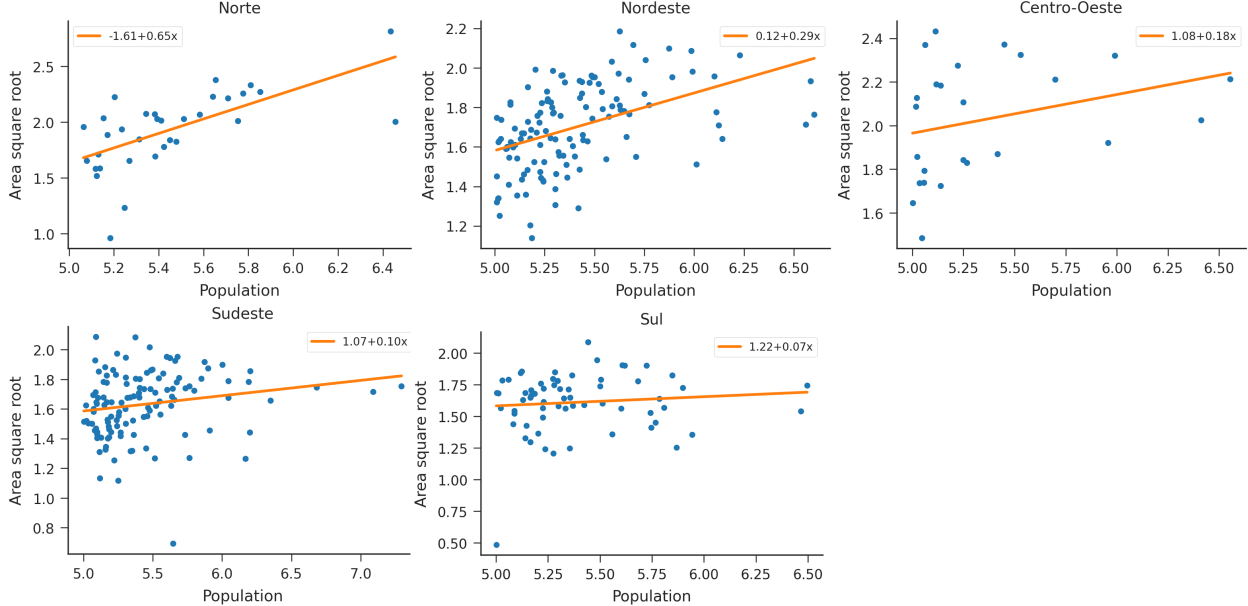 Norte
-1.61+0.65x
Area square root
2.5
2.0
1.5
1.0
5.0 5.2 5.4 5.6 5.8 6.0 6.2 6.4
Population
Nordeste
0.12+0.29x
Area square root
2.2
2.0
1.8
1.6
1.4
1.2
5.00 5.25 5.50 5.75 6.00 6.25 6.50
Population
Centro-Oeste
1.08+0.18x
Area square root
2.4
2.2
2.0
1.8
1.6
5.00 5.25 5.50 5.75 6.00 6.25 6.50
Population
Sudeste
1.07+0.10x
Area square root
2.0
1.8
1.6
1.4
1.2
1.0
0.8
5.0 5.5 6.0 6.5 7.0
Population
Sul
1.22+0.07x
Area square root
2.00
1.75
1.50
1.25
1.00
0.75
0.50
5.00 5.25 5.50 5.75 6.00 6.25 6.50
Population